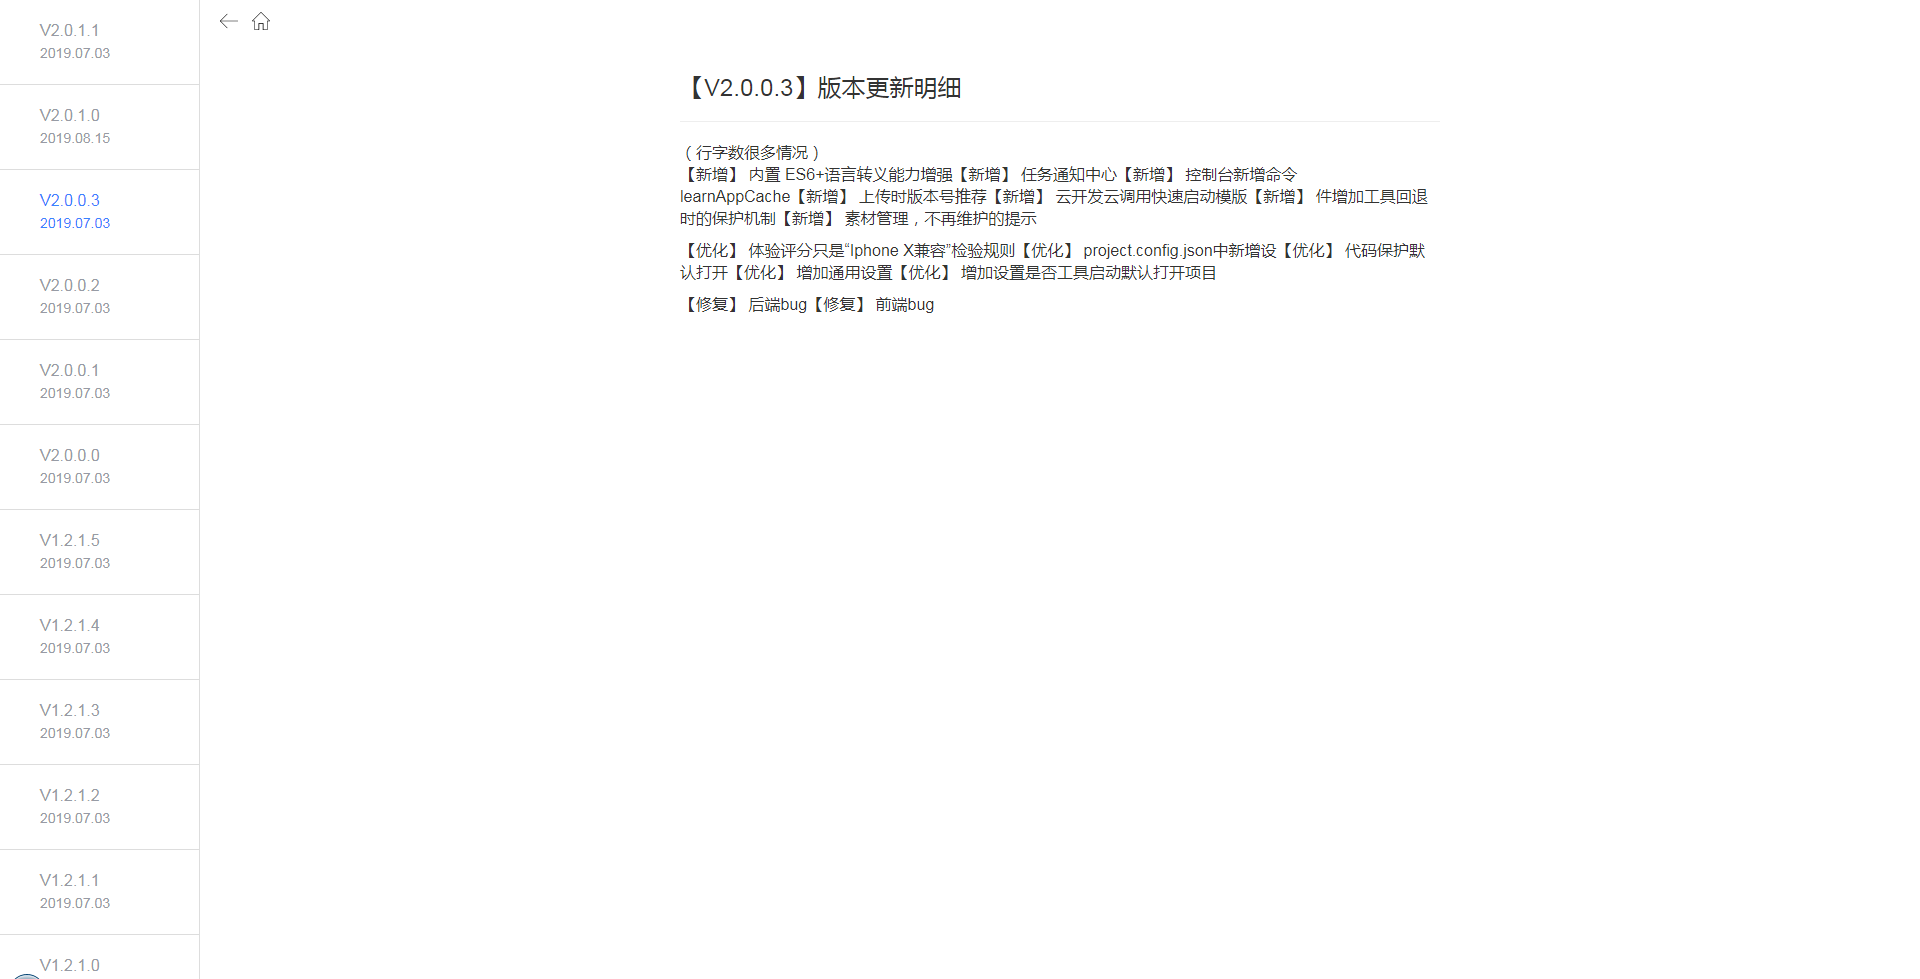 V2.0.1.1
2019.07.03
V2.0.1.0
2019.08.15
V2.0.0.3
2019.07.03
V2.0.0.2
2019.07.03
V2.0.0.1
2019.07.03
V2.0.0.0
2019.07.03
V1.2.1.5
2019.07.03
V1.2.1.4
2019.07.03
V1.2.1.3
2019.07.03
V1.2.1.2
2019.07.03
V1.2.1.1
2019.07.03
V1.2.1.0
【V2.0.0.3】版本更新明细
（行字数很多情况）
【新增】 内置 ES6+语言转义能力增强【新增】 任务通知中心【新增】 控制台新增命令
learnAppCache【新增】 上传时版本号推荐【新增】 云开发云调用快速启动模版【新增】 件增加工具回退
时的保护机制【新增】 素材管理，不再维护的提示
【优化】 体验评分只是“Iphone X兼容”检验规则【优化】 project.config.json中新增设【优化】 代码保护默
认打开【优化】 增加通用设置【优化】 增加设置是否工具启动默认打开项目
【修复】 后端bug【修复】 前端bug